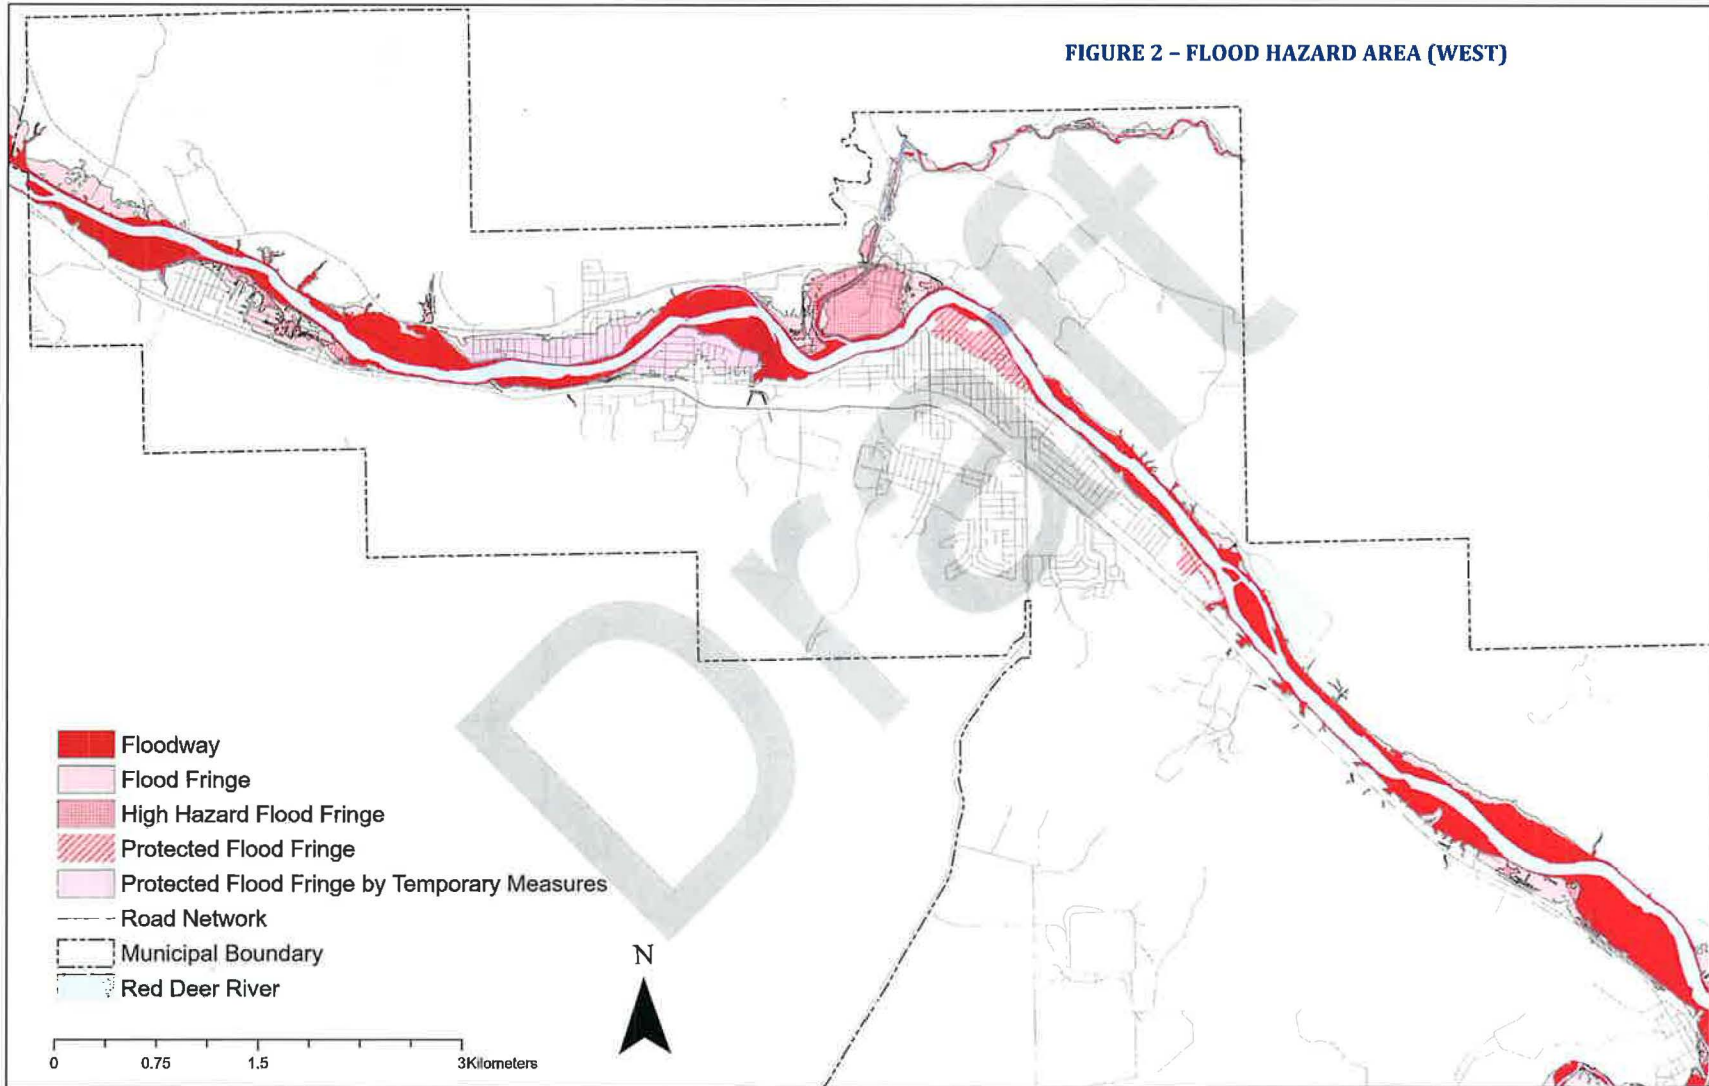 FIGURE 2 – FLOOD HAZARD AREA (WEST)
Draft
Floodway
Flood Fringe
High Hazard Flood Fringe
Protected Flood Fringe
Protected Flood Fringe by Temporary Measures
Road Network
Municipal Boundary
Red Deer River
N
0 0.75 1.5 3Kilometers